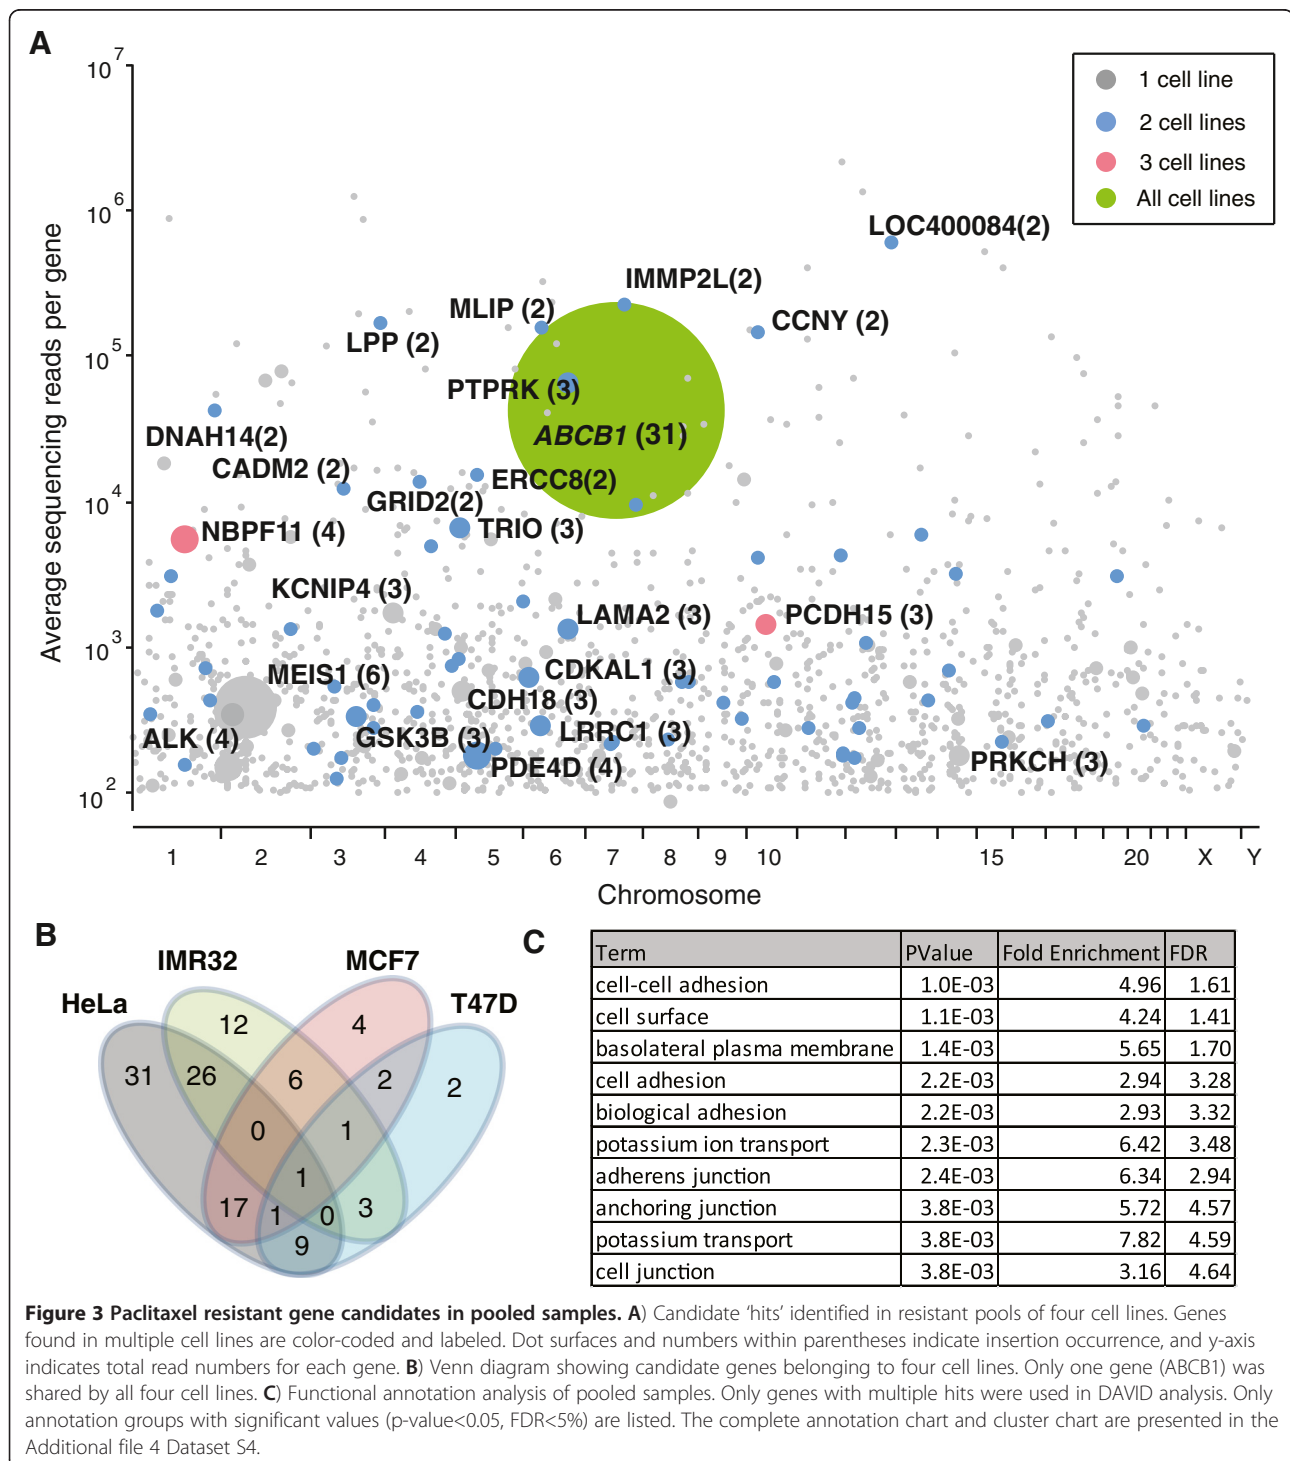 A
10^7
10^6
10^5
10^4
10^3
10^2
Average sequencing reads per gene
1 cell line
2 cell lines
3 cell lines
All cell lines
LOC400084(2)
IMMP2L(2)
MLIP (2)
CCNY (2)
LPP (2)
PTPRK (3)
ABCB1 (31)
DNAH14(2)
CADM2 (2)
ERCC8(2)
GRID2(2)
NBPF11 (4)
TRIO (3)
KCNIP4 (3)
LAMA2 (3)
PCDH15 (3)
MEIS1 (6)
CDKAL1 (3)
CDH18 (3)
ALK (4)
GSK3B (3)
LRRC1 (3)
PDE4D (4)
PRKCH (3)
1 2 3 4 5 6 7 8 9 10 15 20 X Y
Chromosome
B
IMR32
MCF7
HeLa
T47D
12
4
31
26
6
2
2
0
1
1
17
1
0
3
9
C
Term PValue Fold Enrichment FDR
cell-cell adhesion 1.0E-03 4.96 1.61
cell surface 1.1E-03 4.24 1.41
basolateral plasma membrane 1.4E-03 5.65 1.70
cell adhesion 2.2E-03 2.94 3.28
biological adhesion 2.2E-03 2.93 3.32
potassium ion transport 2.3E-03 6.42 3.48
adherens junction 2.4E-03 6.34 2.94
anchoring junction 3.8E-03 5.72 4.57
potassium transport 3.8E-03 7.82 4.59
cell junction 3.8E-03 3.16 4.64
Figure 3 Paclitaxel resistant gene candidates in pooled samples. A) Candidate ‘hits’ identified in resistant pools of four cell lines. Genes
found in multiple cell lines are color-coded and labeled. Dot surfaces and numbers within parentheses indicate insertion occurrence, and y-axis
indicates total read numbers for each gene. B) Venn diagram showing candidate genes belonging to four cell lines. Only one gene (ABCB1) was
shared by all four cell lines. C) Functional annotation analysis of pooled samples. Only genes with multiple hits were used in DAVID analysis. Only
annotation groups with significant values (p-value<0.05, FDR<5%) are listed. The complete annotation chart and cluster chart are presented in the
Additional file 4 Dataset S4.